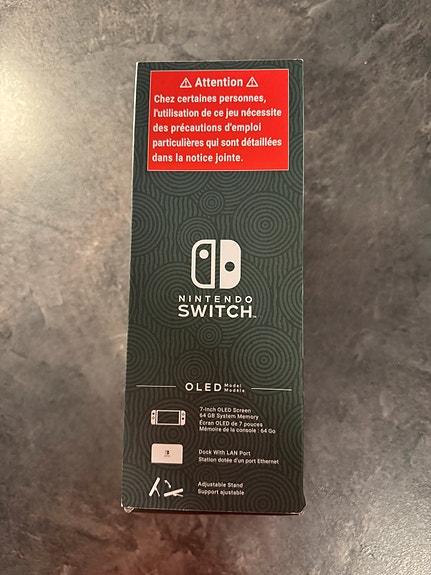 ⚠ Attention ⚠
Chez certaines personnes,
l'utilisation de ce jeu nécessite
des précautions d'emploi
particulières qui sont détaillées
dans la notice jointe.
NINTENDO
SWITCH™
OLED Model
Modèle
7-Inch OLED Screen
64 GB System Memory
Écran OLED de 7 pouces
Mémoire de la console : 64 Go
Dock With LAN Port
Station dotée d'un port Ethernet
Adjustable Stand
Support ajustable